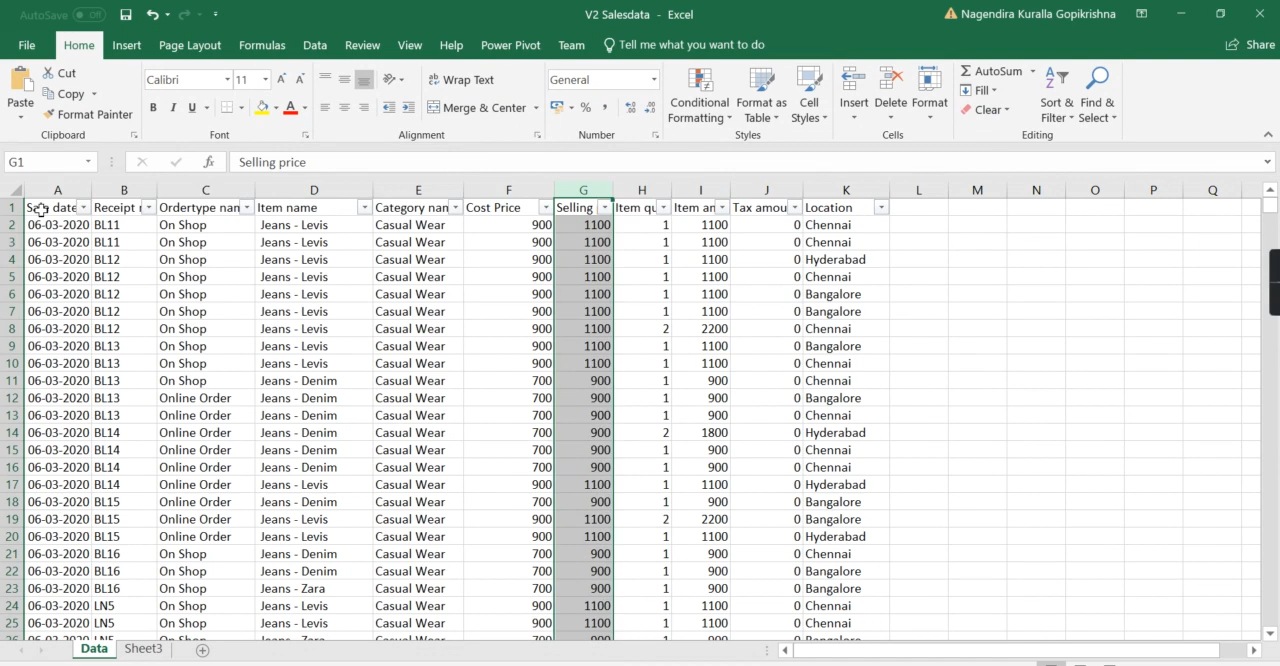 AutoSave Off V2 Salesdata - Excel Nagendira Kuralla Gopikrishna
File Home Insert Page Layout Formulas Data Review View Help Power Pivot Team Tell me what you want to do Share
Paste Cut Copy Format Painter
Clipboard
Calibri 11
B I U A
Font
Wrap Text
Merge & Center
Alignment
General
%
Number
Conditional Formatting Format as Table Cell Styles
Styles
Insert Delete Format
Cells
AutoSum
Fill
Clear
Sort & Filter Find & Select
Editing
G1 fx Selling price
A B C D E F G H I J K L M N O P Q
1 date Receipt Ordertype nam Item name Category nam Cost Price Selling Item qu Item am Tax amou Location
2 06-03-2020 BL11 On Shop Jeans - Levis Casual Wear 900 1100 1 1100 0 Chennai
3 06-03-2020 BL11 On Shop Jeans - Levis Casual Wear 900 1100 1 1100 0 Chennai
4 06-03-2020 BL12 On Shop Jeans - Levis Casual Wear 900 1100 1 1100 0 Hyderabad
5 06-03-2020 BL12 On Shop Jeans - Levis Casual Wear 900 1100 1 1100 0 Chennai
6 06-03-2020 BL12 On Shop Jeans - Levis Casual Wear 900 1100 1 1100 0 Bangalore
7 06-03-2020 BL12 On Shop Jeans - Levis Casual Wear 900 1100 1 1100 0 Bangalore
8 06-03-2020 BL12 On Shop Jeans - Levis Casual Wear 900 1100 2 2200 0 Chennai
9 06-03-2020 BL13 On Shop Jeans - Levis Casual Wear 900 1100 1 1100 0 Bangalore
10 06-03-2020 BL13 On Shop Jeans - Levis Casual Wear 900 1100 1 1100 0 Chennai
11 06-03-2020 BL13 On Shop Jeans - Denim Casual Wear 700 900 1 900 0 Chennai
12 06-03-2020 BL13 Online Order Jeans - Denim Casual Wear 700 900 1 900 0 Bangalore
13 06-03-2020 BL13 Online Order Jeans - Denim Casual Wear 700 900 1 900 0 Chennai
14 06-03-2020 BL14 Online Order Jeans - Denim Casual Wear 700 900 2 1800 0 Hyderabad
15 06-03-2020 BL14 Online Order Jeans - Denim Casual Wear 700 900 1 900 0 Chennai
16 06-03-2020 BL14 Online Order Jeans - Denim Casual Wear 700 900 1 900 0 Chennai
17 06-03-2020 BL14 Online Order Jeans - Levis Casual Wear 900 1100 1 1100 0 Hyderabad
18 06-03-2020 BL15 Online Order Jeans - Denim Casual Wear 700 900 1 900 0 Bangalore
19 06-03-2020 BL15 Online Order Jeans - Levis Casual Wear 900 1100 2 2200 0 Bangalore
20 06-03-2020 BL15 Online Order Jeans - Levis Casual Wear 900 1100 1 1100 0 Hyderabad
21 06-03-2020 BL16 On Shop Jeans - Denim Casual Wear 700 900 1 900 0 Chennai
22 06-03-2020 BL16 On Shop Jeans - Denim Casual Wear 700 900 1 900 0 Bangalore
23 06-03-2020 BL16 On Shop Jeans - Zara Casual Wear 700 900 1 900 0 Bangalore
24 06-03-2020 LN5 On Shop Jeans - Levis Casual Wear 900 1100 1 1100 0 Chennai
25 06-03-2020 LN5 On Shop Jeans - Levis Casual Wear 900 1100 1 1100 0 Chennai
26 06-03-2020 LN5 On Shop Jeans - Zara Casual Wear 700 900 1 900 0 Bangalore
Data Sheet3